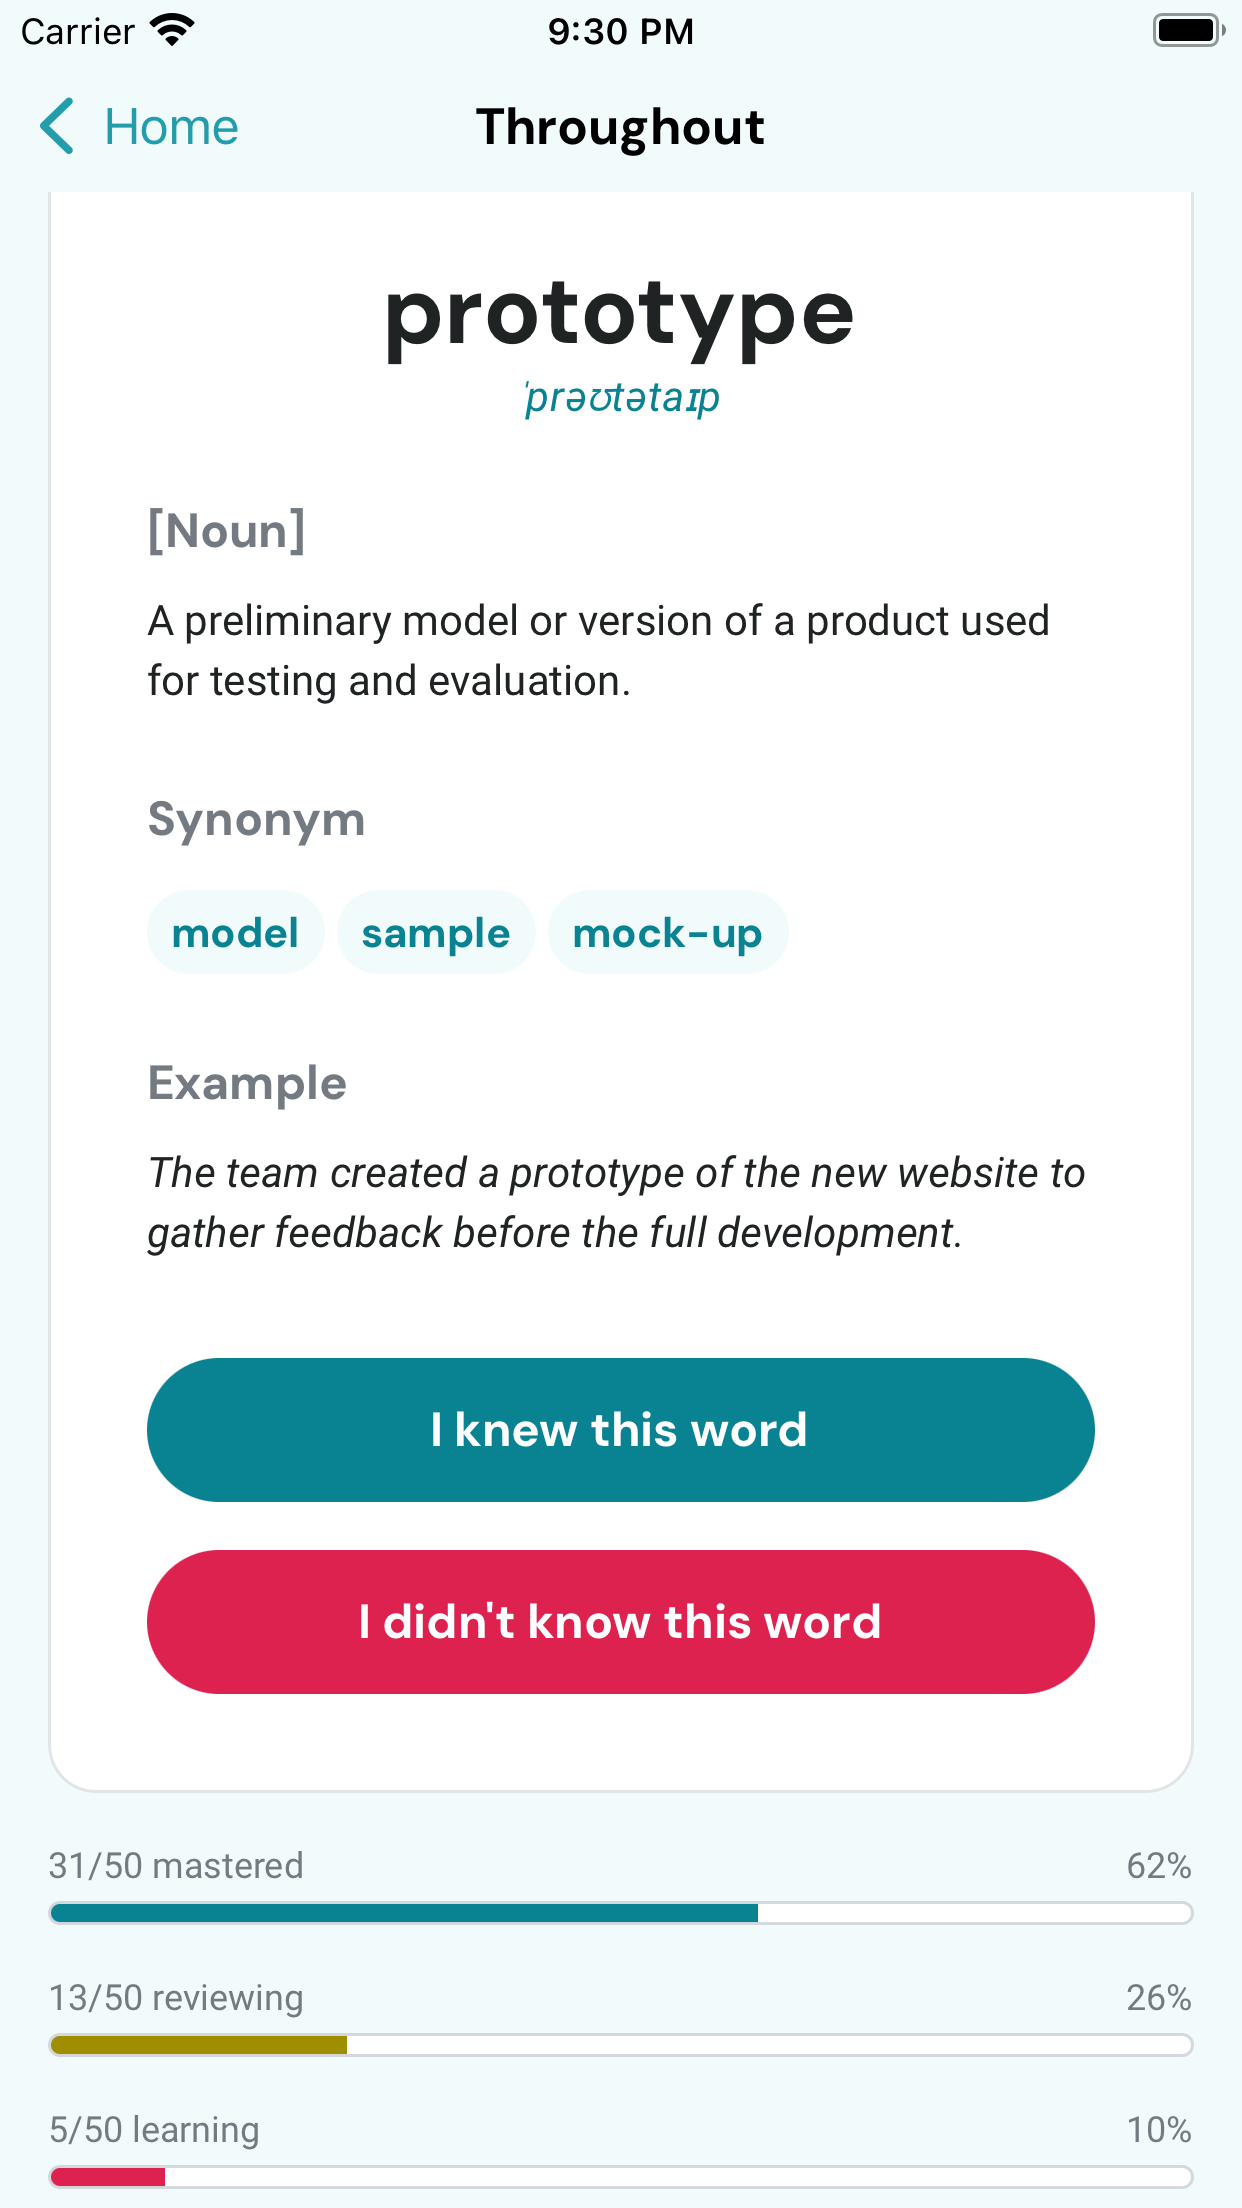 Carrier 9:30 PM
Home Throughout
prototype
ˈprəʊtətaɪp
[Noun]
A preliminary model or version of a product used
for testing and evaluation.
Synonym
model sample mock-up
Example
The team created a prototype of the new website to
gather feedback before the full development.
I knew this word
I didn't know this word
31/50 mastered 62%
13/50 reviewing 26%
5/50 learning 10%